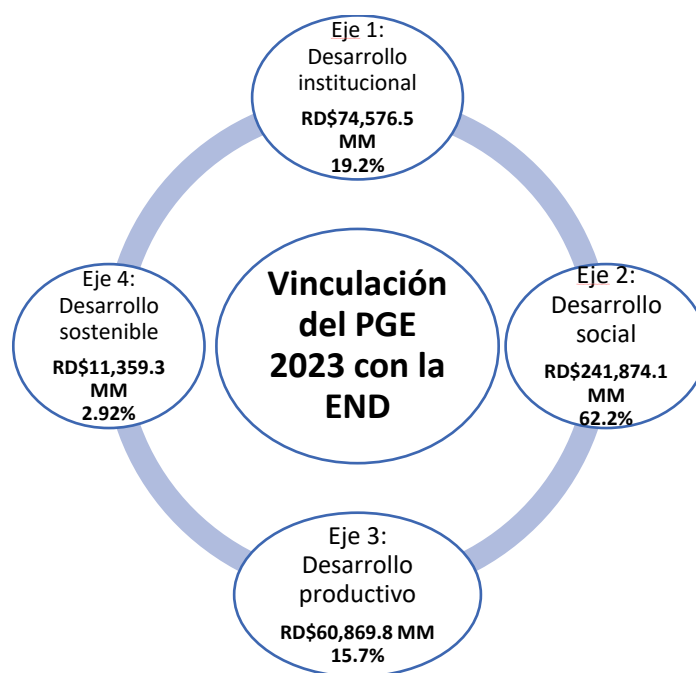 Eje 1:
Desarrollo
institucional
RD$74,576.5
MM
19.2%
Eje 2:
Desarrollo
social
RD$241,874.1
MM
62.2%
Eje 3:
Desarrollo
productivo
RD$60,869.8 MM
15.7%
Eje 4:
Desarrollo
sostenible
RD$11,359.3
MM
2.92%
Vinculación
del PGE
2023 con la
END